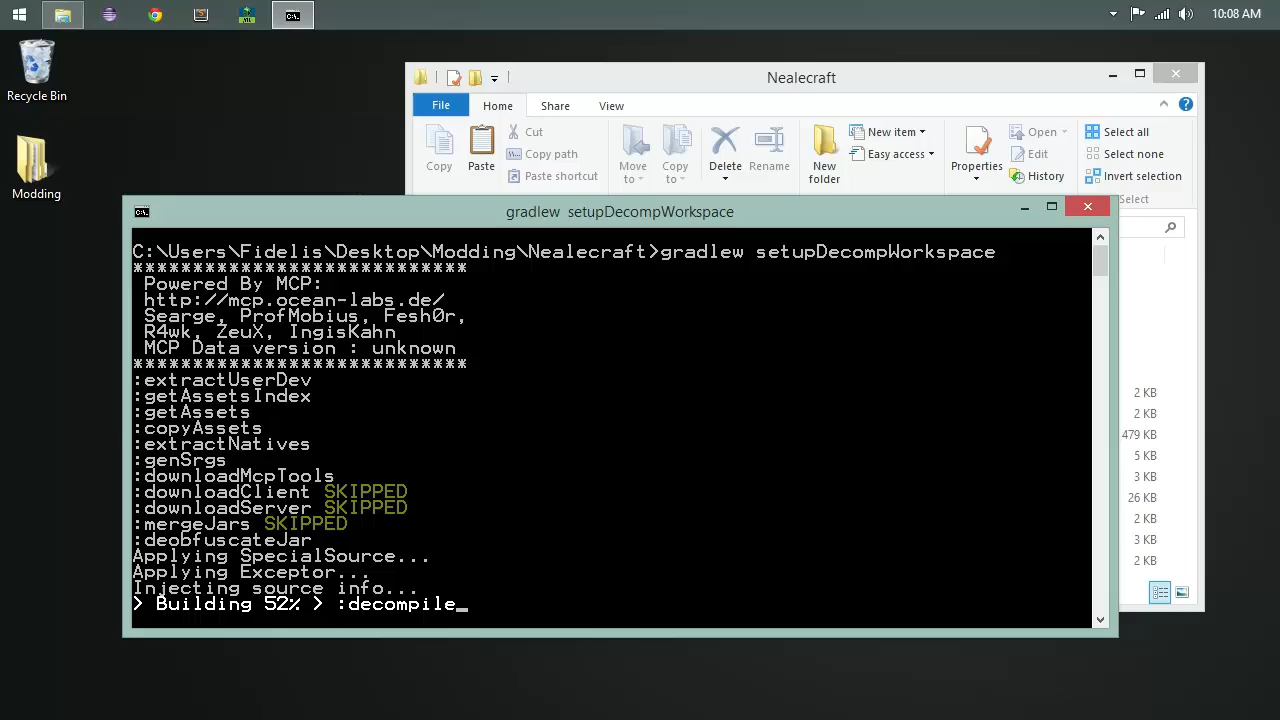 10:08 AM
Recycle Bin
Modding
Nealecraft
File Home Share View
Copy
Paste
Cut
Copy path
Paste shortcut
Move to
Copy to
Delete
Rename
New folder
New item
Easy access
Properties
Open
Edit
History
Select all
Select none
Invert selection
Select
2 KB
2 KB
479 KB
5 KB
3 KB
26 KB
2 KB
3 KB
2 KB
gradlew setupDecompWorkspace
C:\Users\Fidelis\Desktop\Modding\Nealecraft>gradlew setupDecompWorkspace
****************************
Powered By MCP:
http://mcp.ocean-labs.de/
Searge, ProfMobius, Fesh0r,
R4wk, ZeuX, IngisKahn
MCP Data version : unknown
****************************
:extractUserDev
:getAssetsIndex
:getAssets
:copyAssets
:extractNatives
:genSrgs
:downloadMcpTools
:downloadClient SKIPPED
:downloadServer SKIPPED
:mergeJars SKIPPED
:deobfuscateJar
Applying SpecialSource...
Applying Exceptor...
Injecting source info...
> Building 52% > :decompile_